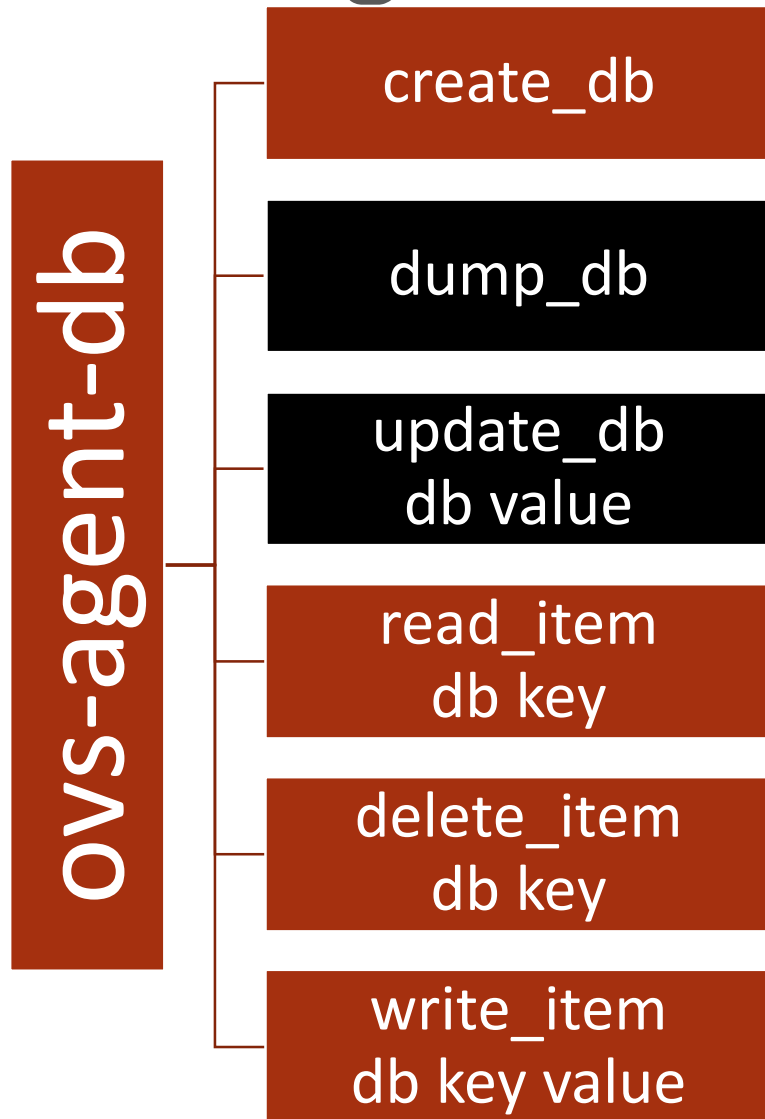 ovs-agent-db
create_db
dump_db
update_db
db value
read_item
db key
delete_item
db key
write_item
db key value